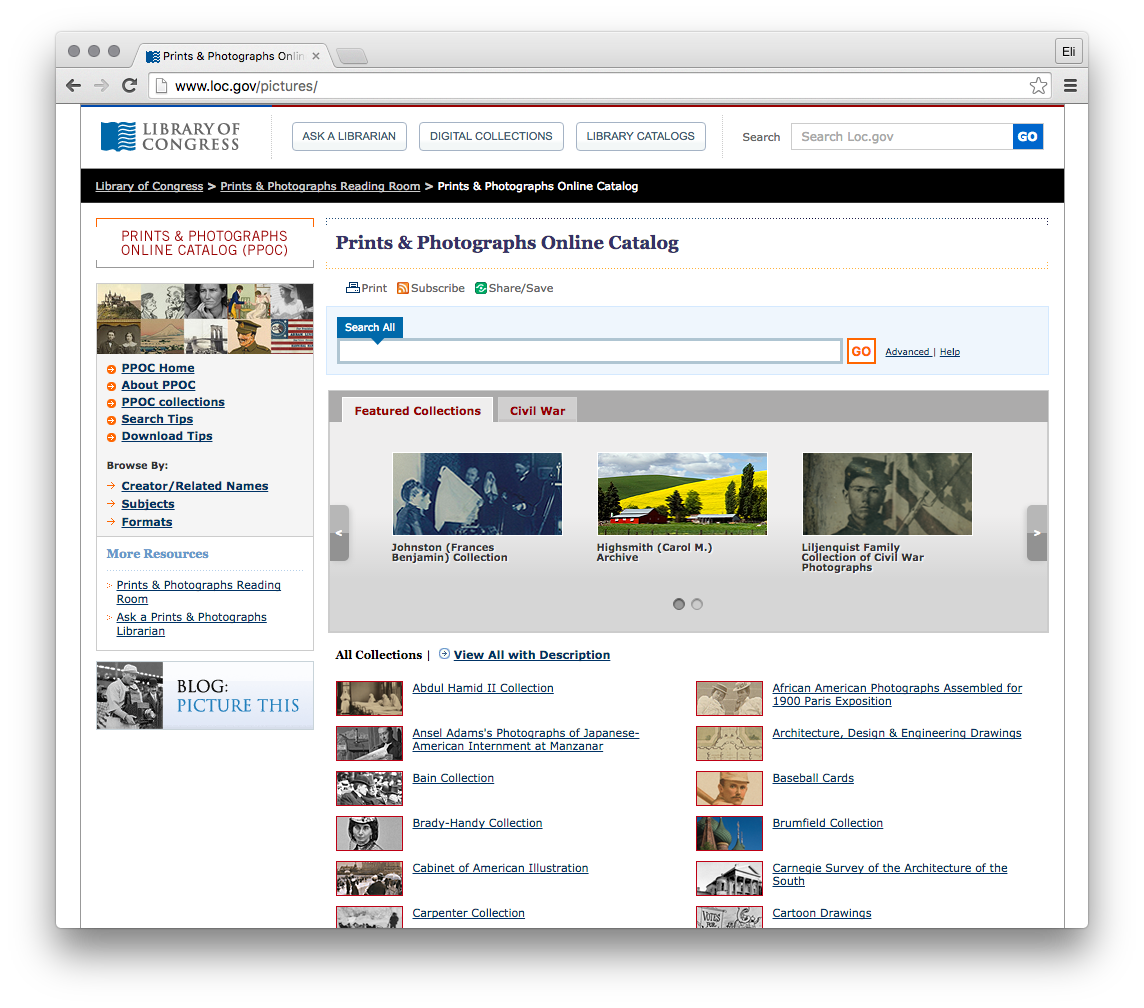 Prints & Photographs Onlin
Eli
www.loc.gov/pictures/
LIBRARY OF
CONGRESS
ASK A LIBRARIAN
DIGITAL COLLECTIONS
LIBRARY CATALOGS
Search
Search Loc.gov
GO
Library of Congress > Prints & Photographs Reading Room > Prints & Photographs Online Catalog
PRINTS & PHOTOGRAPHS
ONLINE CATALOG (PPOC)
PPOC Home
About PPOC
PPOC collections
Search Tips
Download Tips
Browse By:
Creator/Related Names
Subjects
Formats
More Resources
Prints & Photographs Reading
Room
Ask a Prints & Photographs
Librarian
BLOG:
PICTURE THIS
Prints & Photographs Online Catalog
Print Subscribe Share/Save
Search All
GO
Advanced | Help
Featured Collections
Civil War
<
Johnston (Frances
Benjamin) Collection
Highsmith (Carol M.)
Archive
Liljenquist Family
Collection of Civil War
Photographs
>
All Collections | View All with Description
Abdul Hamid II Collection
African American Photographs Assembled for
1900 Paris Exposition
Ansel Adams's Photographs of Japanese-
American Internment at Manzanar
Architecture, Design & Engineering Drawings
Bain Collection
Baseball Cards
Brady-Handy Collection
Brumfield Collection
Cabinet of American Illustration
Carnegie Survey of the Architecture of the
South
Carpenter Collection
VOTES
FOR
Cartoon Drawings